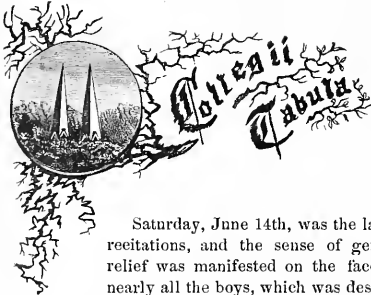 Collegii
Tabula
Saturday, June 14th, was the la
recitations, and the sense of ge
relief was manifested on the fac
nearly all the boys, which was des